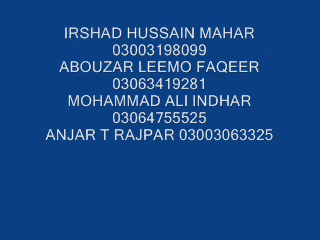 IRSHAD HUSSAIN MAHAR
03003198099
ABOUZAR LEEMO FAQEER
03063419281
MOHAMMAD ALI INDHAR
03064755525
ANJAR T RAJPAR 03003063325